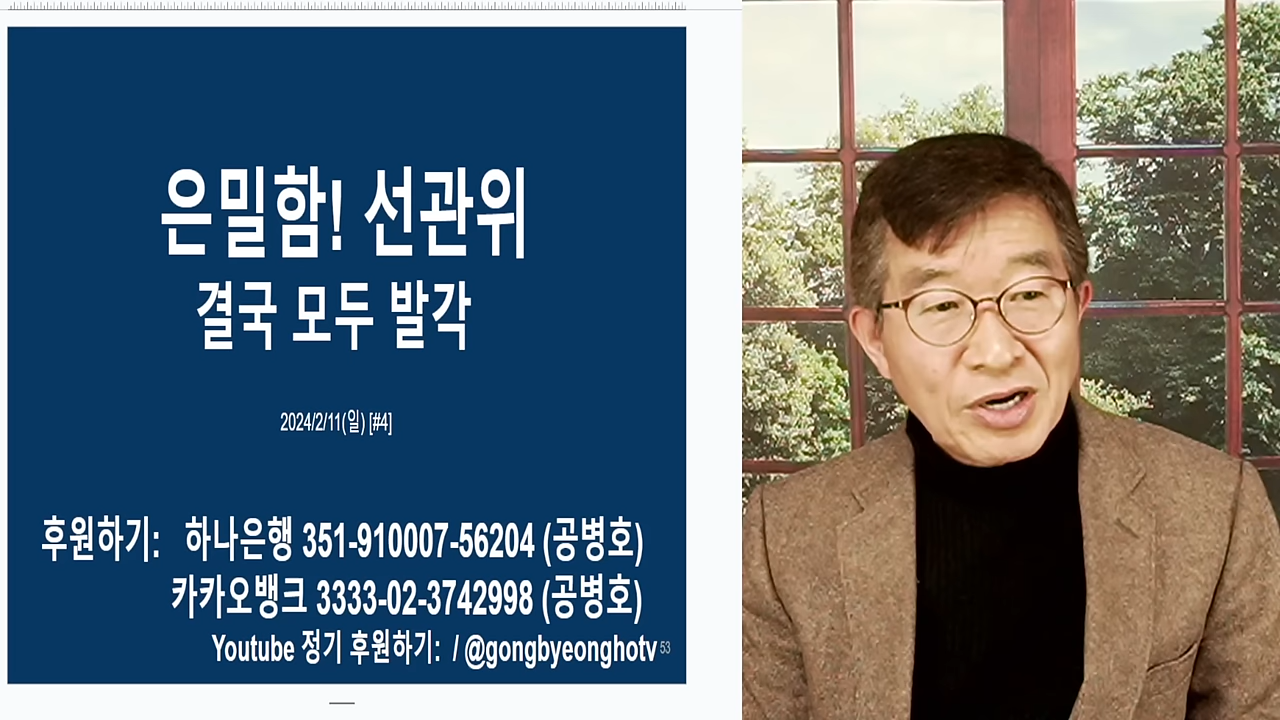 은밀함! 선관위
결국 모두 발각
2024/2/11(일) [#4]
후원하기: 하나은행 351-910007-56204 (공병호)
카카오뱅크 3333-02-3742998 (공병호)
Youtube 정기 후원하기: / @gongbyeonghotv
53